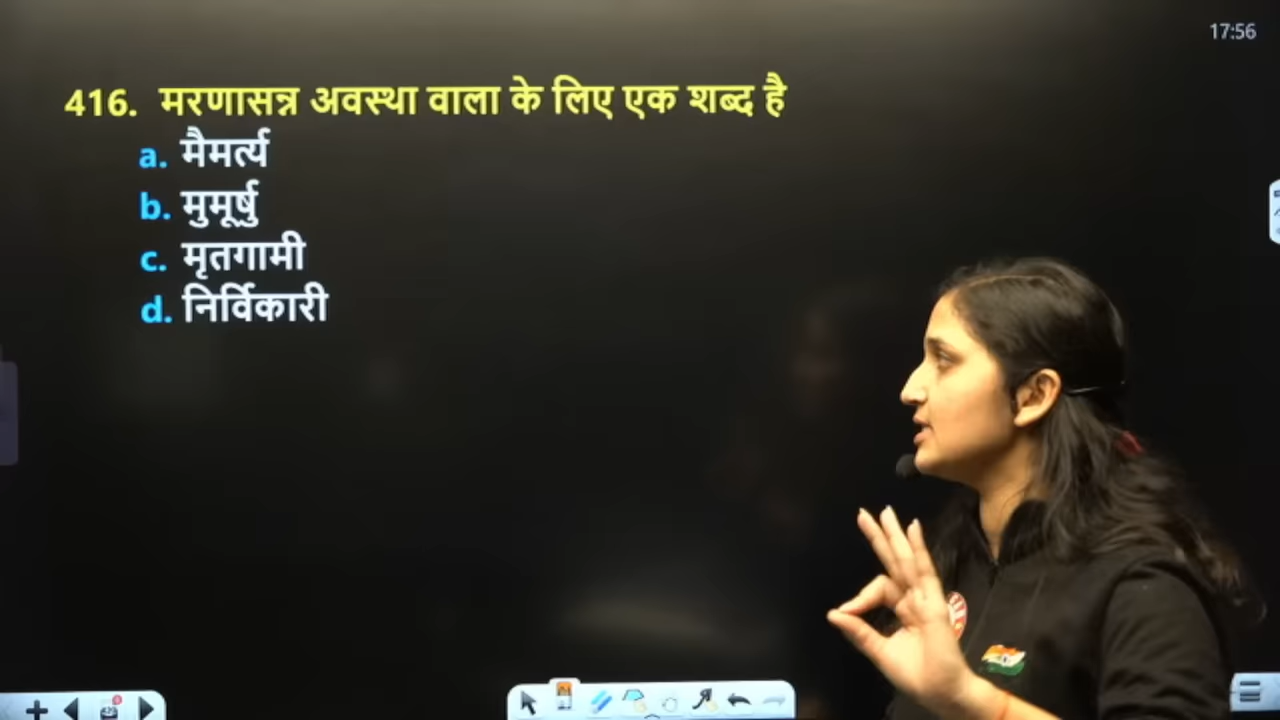 17:56
416. मरणासन्न अवस्था वाला के लिए एक शब्द है
a. मैमर्त्य
b. मुमूर्षु
c. मृतगामी
d. निर्विकारी